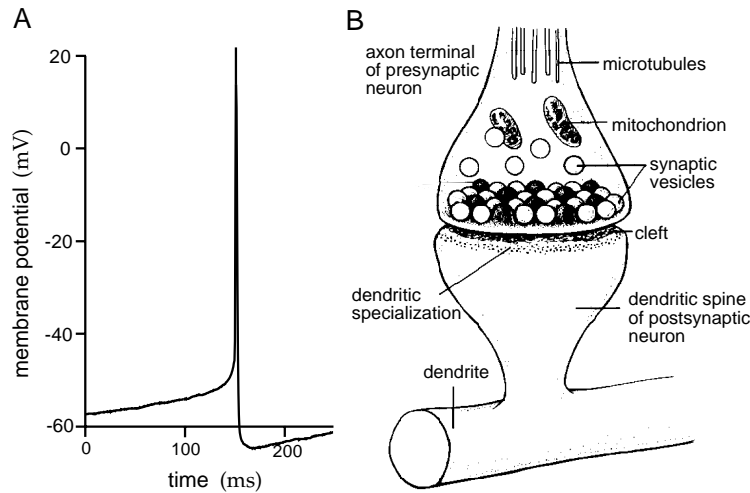 A
membrane potential (mV)
20
0
-20
-40
-60
0
100
200
time (ms)
B
axon terminal
of presynaptic
neuron
microtubules
mitochondrion
synaptic
vesicles
cleft
dendritic
specialization
dendritic spine
of postsynaptic
neuron
dendrite